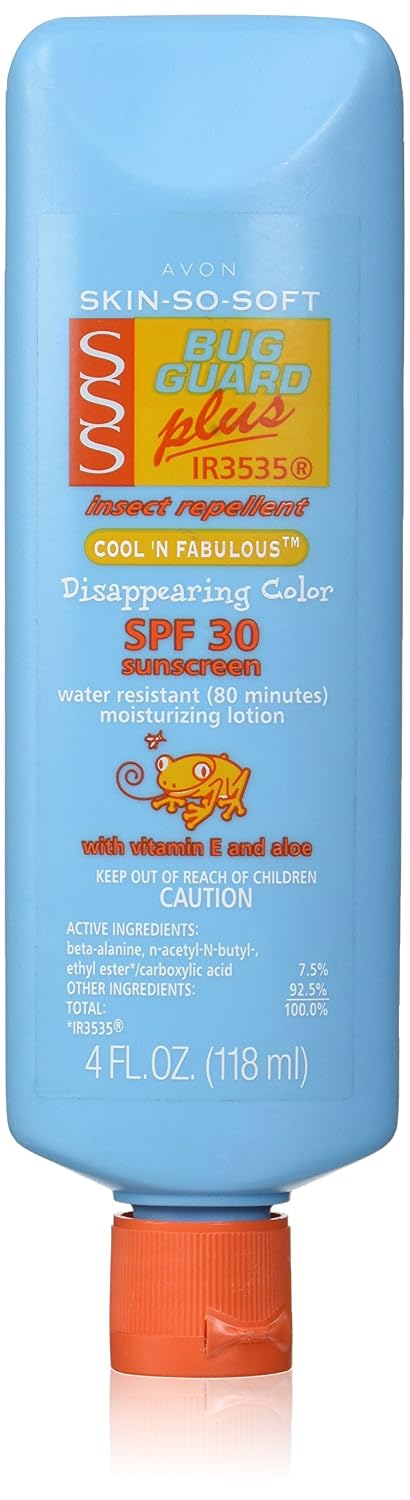 AVON
SKIN-SO-SOFT
SSS
BUG
GUARD
plus
IR3535®
insect repellent
COOL 'N FABULOUS™
Disappearing Color
SPF 30
sunscreen
water resistant (80 minutes)
moisturizing lotion
with vitamin E and aloe
KEEP OUT OF REACH OF CHILDREN
CAUTION
ACTIVE INGREDIENTS:
beta-alanine, n-acetyl-N-butyl-,
ethyl ester*/carboxylic acid 7.5%
OTHER INGREDIENTS: 92.5%
TOTAL: 100.0%
*IR3535®
4 FL. OZ. (118 ml)